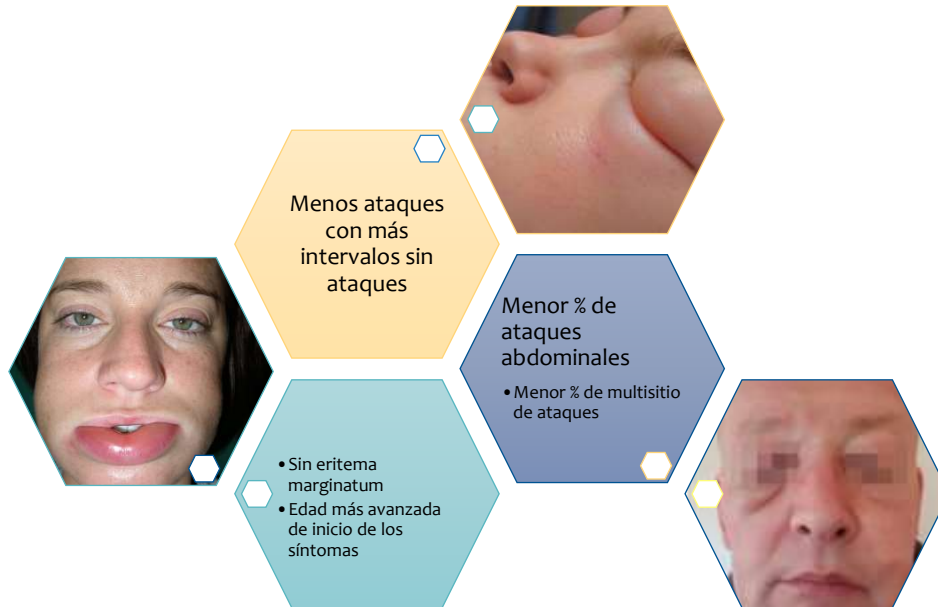 Menos ataques
con más
intervalos sin
ataques
Menor % de
ataques
abdominales
•Menor % de multisitio
de ataques
•Sin eritema
marginatum
•Edad más avanzada
de inicio de los
síntomas